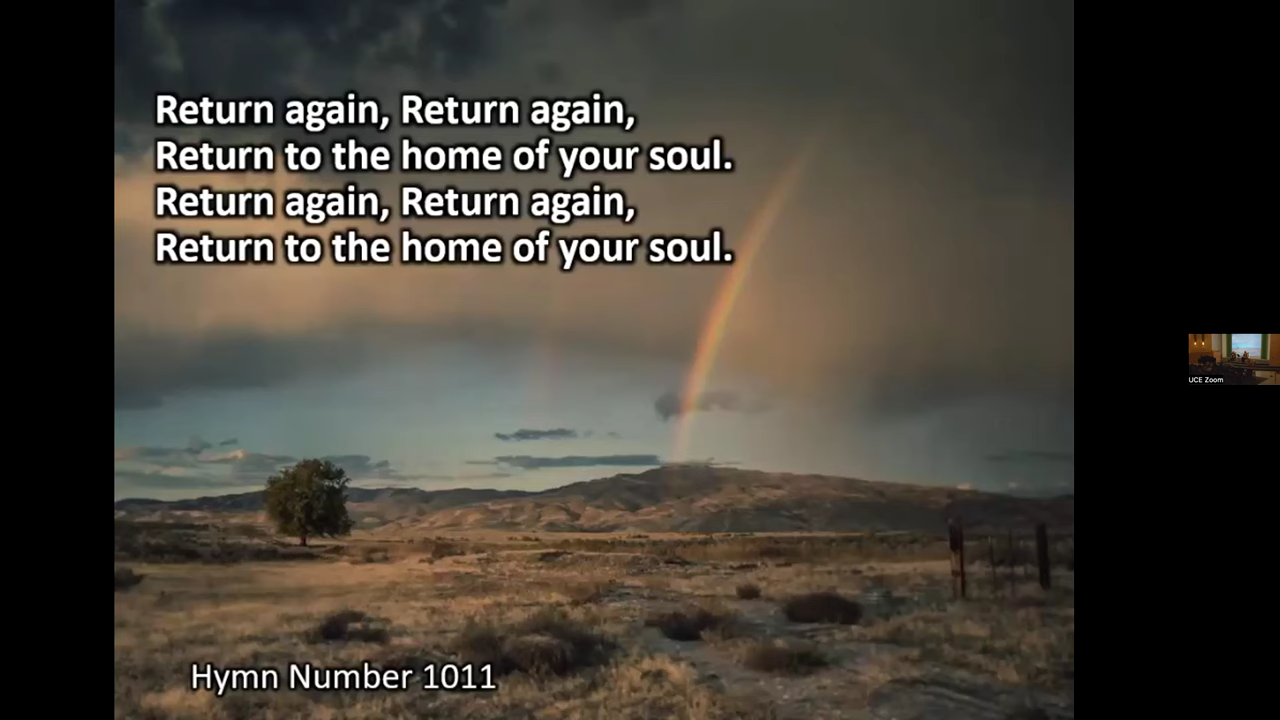 Return again, Return again,
Return to the home of your soul.
Return again, Return again,
Return to the home of your soul.
UCE Zoom
Hymn Number 1011